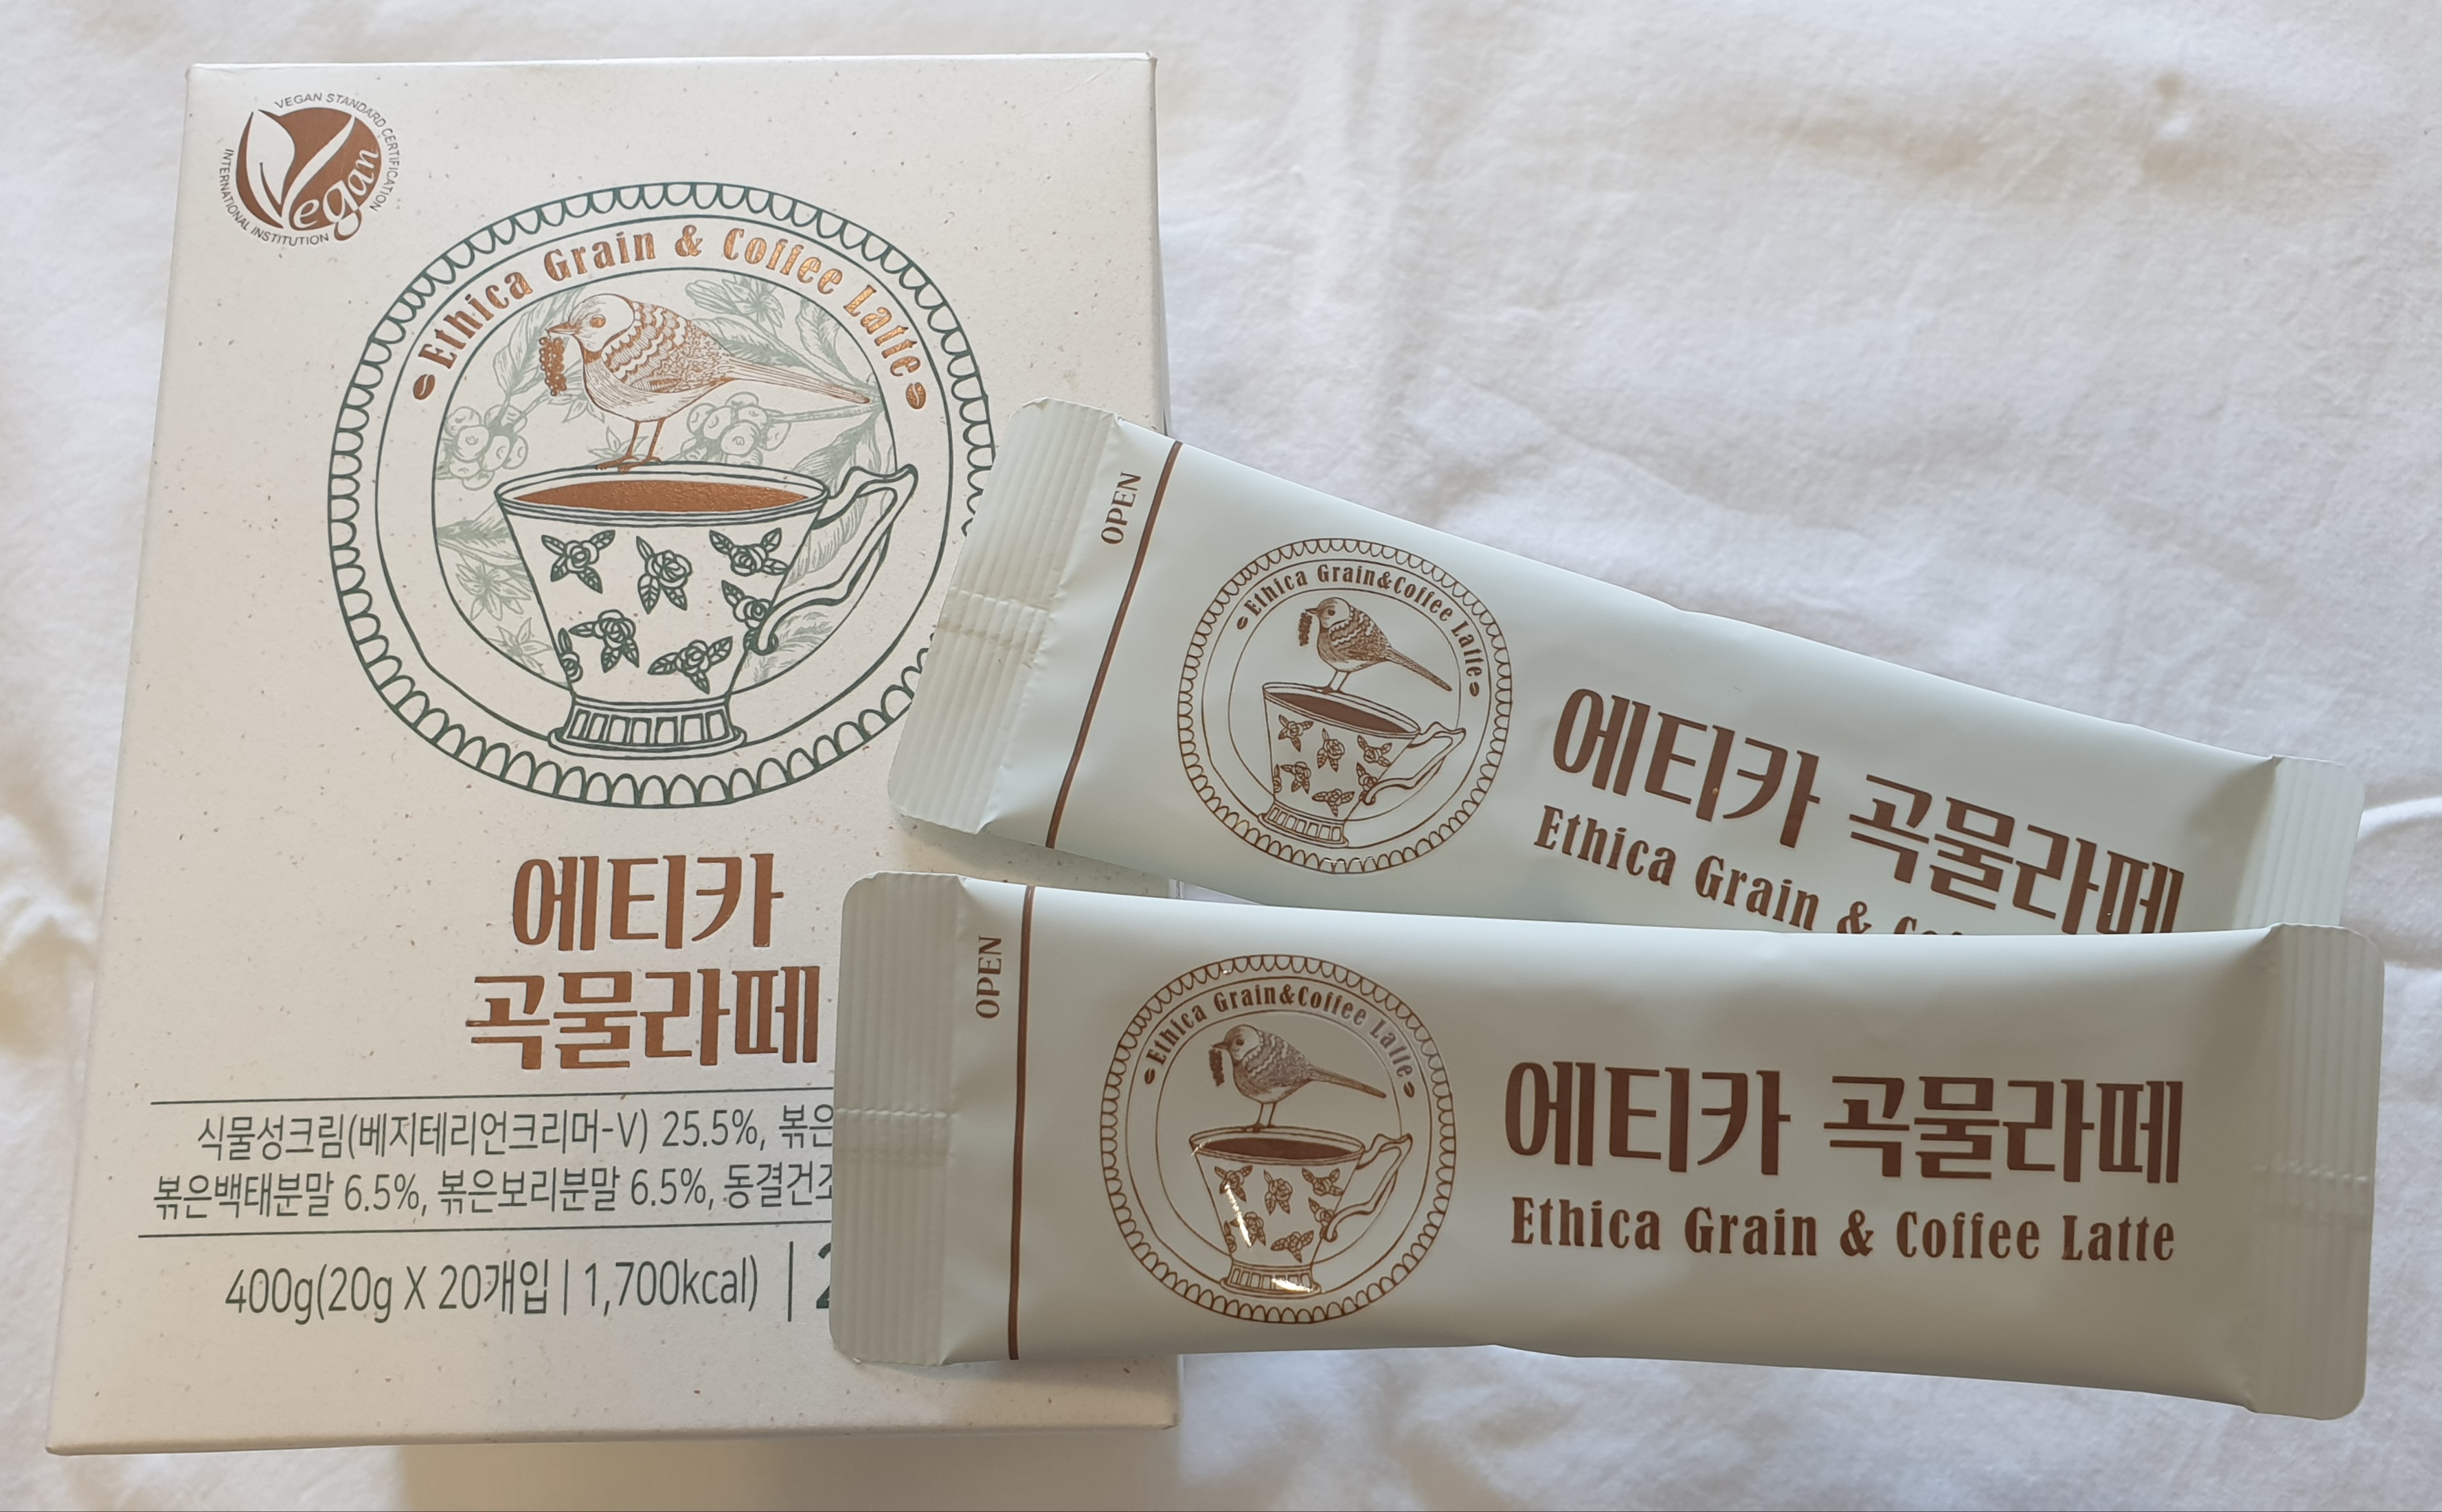 VEGAN STANDARD CERTIFICATION
INTERNATIONAL INSTITUTION
Vegan
Ethica Grain & Coffee Latte
에티카
곡물라떼
식물성크림(베지테리언크리머-V) 25.5%, 볶은
볶은백태분말 6.5%, 볶은보리분말 6.5%, 동결건조
400g(20g X 20개입 | 1,700kcal) |
OPEN
Ethica Grain&Coffee Latte
에티카 곡물라떼
Ethica Grain &
OPEN
Ethica Grain&Coffee Latte
에티카 곡물라떼
Ethica Grain & Coffee Latte